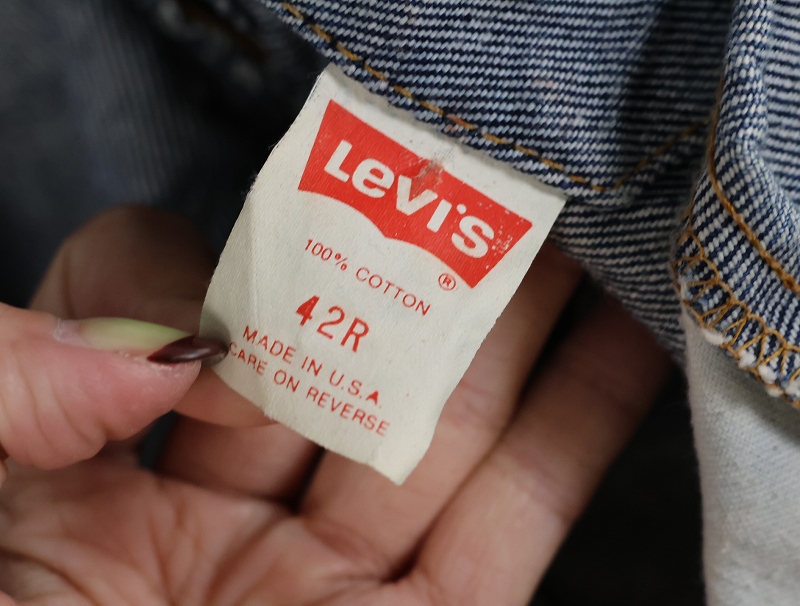 LEVI'S
®
100% COTTON
42R
MADE IN U.S.A.
CARE ON REVERSE